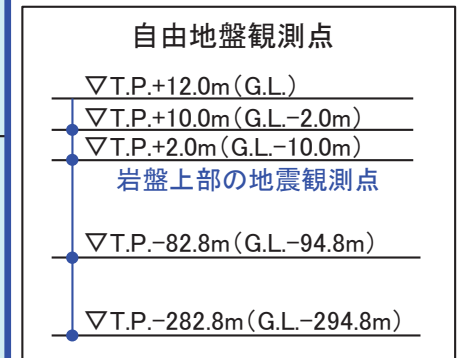 自由地盤観測点
▽T.P.+12.0m(G.L.)
▽T.P.+10.0m(G.L.-2.0m)
▽T.P.+2.0m(G.L.-10.0m)
岩盤上部の地震観測点
▽T.P.-82.8m(G.L.-94.8m)
▽T.P.-282.8m(G.L.-294.8m)